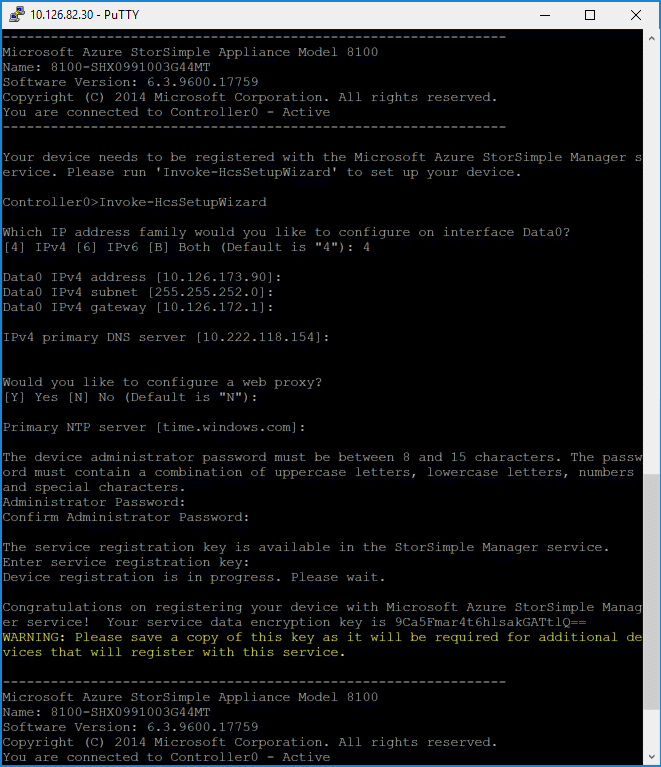 10.126.82.30 - PuTTY
---------------------------------------------------------------
Microsoft Azure StorSimple Appliance Model 8100
Name: 8100-SHX0991003G44MT
Software Version: 6.3.9600.17759
Copyright (C) 2014 Microsoft Corporation. All rights reserved.
You are connected to Controller0 - Active
---------------------------------------------------------------
Your device needs to be registered with the Microsoft Azure StorSimple Manager s
ervice. Please run 'Invoke-HcsSetupWizard' to set up your device.
Controller0>Invoke-HcsSetupWizard
Which IP address family would you like to configure on interface Data0?
[4] IPv4 [6] IPv6 [B] Both (Default is "4"): 4
Data0 IPv4 address [10.126.173.90]:
Data0 IPv4 subnet [255.255.252.0]:
Data0 IPv4 gateway [10.126.172.1]:
IPv4 primary DNS server [10.222.118.154]:
Would you like to configure a web proxy?
[Y] Yes [N] No (Default is "N"):
Primary NTP server [time.windows.com]:
The device administrator password must be between 8 and 15 characters. The passw
ord must contain a combination of uppercase letters, lowercase letters, numbers
and special characters.
Administrator Password:
Confirm Administrator Password:
The service registration key is available in the StorSimple Manager service.
Enter service registration key:
Device registration is in progress. Please wait.
Congratulations on registering your device with Microsoft Azure StorSimple Manag
er service!  Your service data encryption key is 9Ca5Fmar4t6hlsakGATtlQ==
WARNING: Please save a copy of this key as it will be required for additional de
vices that will register with this service.
---------------------------------------------------------------
Microsoft Azure StorSimple Appliance Model 8100
Name: 8100-SHX0991003G44MT
Software Version: 6.3.9600.17759
Copyright (C) 2014 Microsoft Corporation. All rights reserved.
You are connected to Controller0 - Active